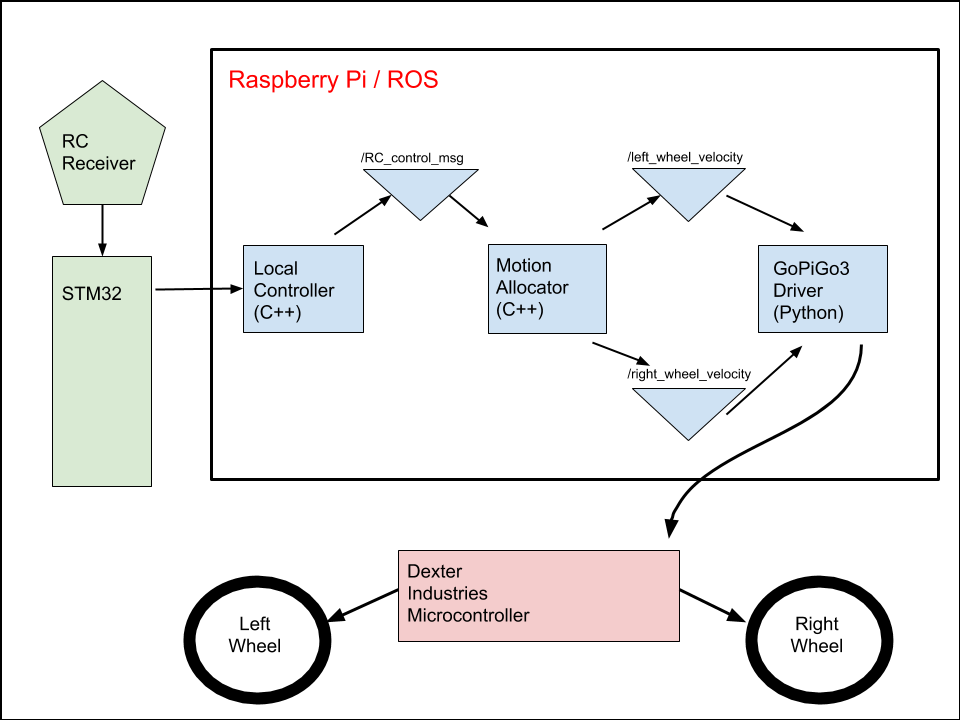 Raspberry Pi / ROS
RC
Receiver
/RC_control_msg
/left_wheel_velocity
STM32
Local
Controller
(C++)
Motion
Allocator
(C++)
GoPiGo3
Driver
(Python)
/right_wheel_velocity
Dexter
Industries
Microcontroller
Left
Wheel
Right
Wheel